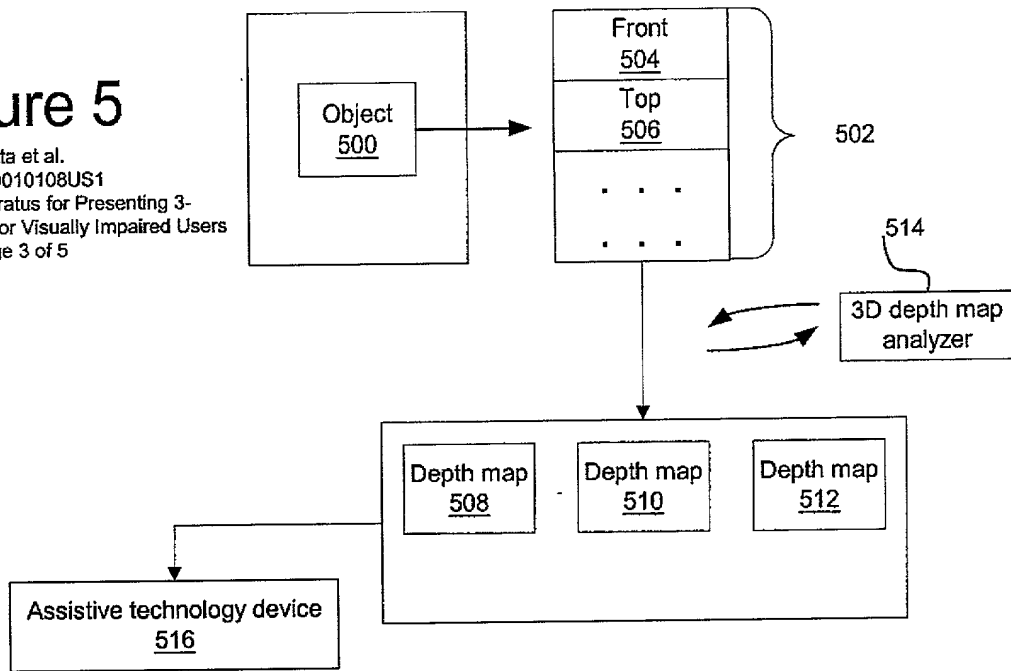 ure 5
ta et al.
0010108US1
ratus for Presenting 3-
or Visually Impaired Users
ge 3 of 5
Object
500
Front
504
Top
506
. . .
. . .
502
514
3D depth map
analyzer
Depth map
508
Depth map
510
Depth map
512
Assistive technology device
516